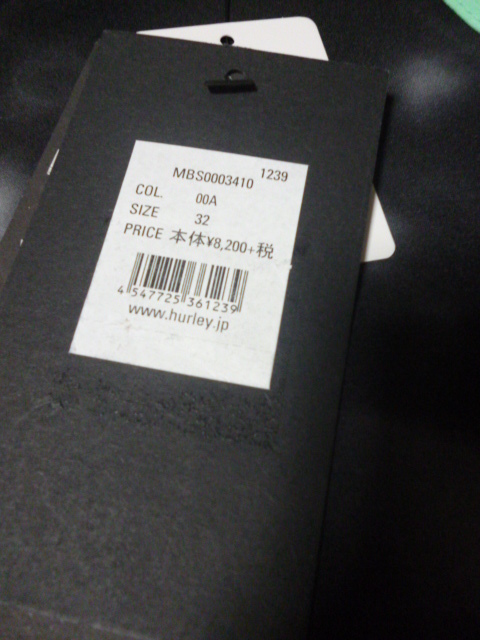 MBS0003410 1239
COL. 00A
SIZE 32
PRICE 本体¥8,200+税
4 547725 361239
www.hurley.jp